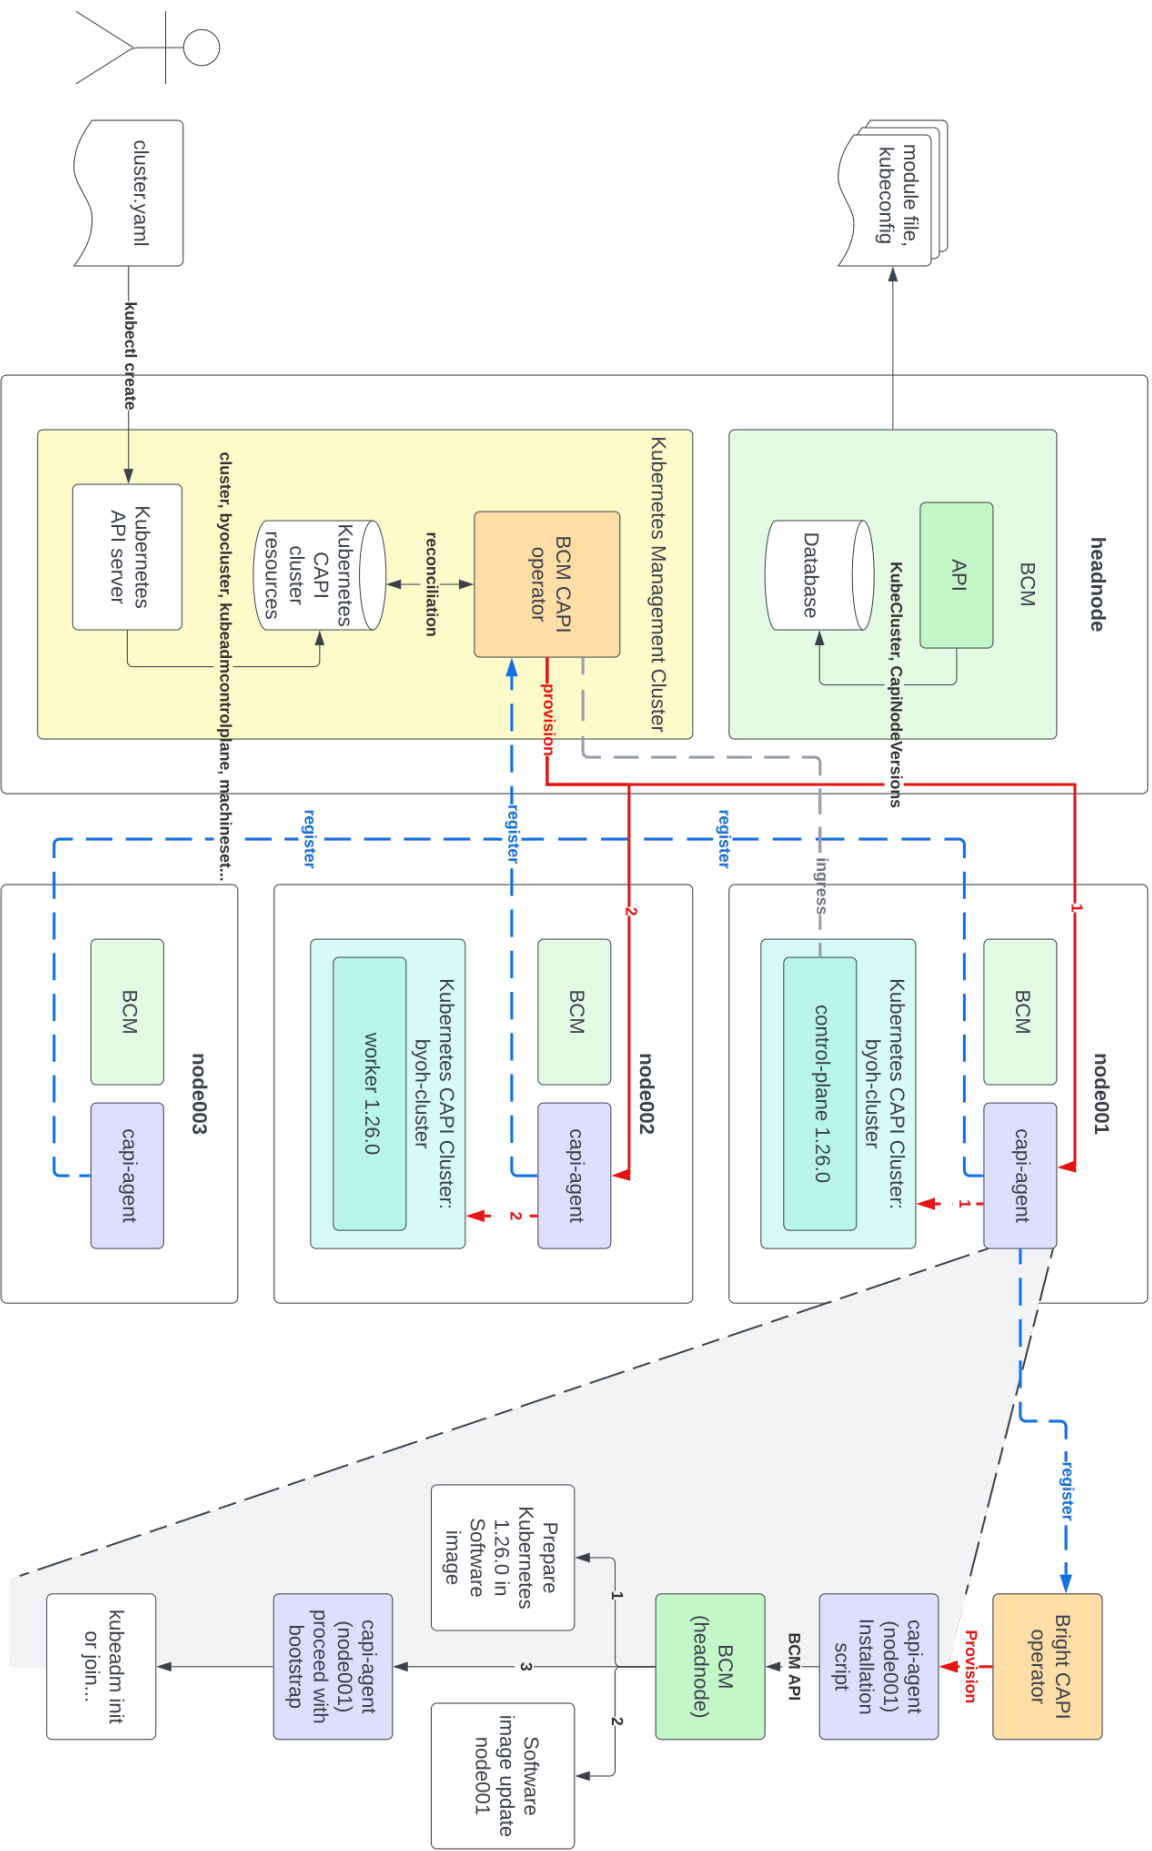 module file,
kubeconfig
cluster.yaml
kubectl create
headnode
BCM
API
KubeCluster, CapiNodeVersions
Database
Kubernetes Management Cluster
BCM CAPI
operator
provision
reconciliation
Kubernetes
CAPI
cluster
resources
cluster, byocluster, kubeadmcontrolplane, machineset...
Kubernetes
API server
1
2
register
register
register
ingress
node001
BCM
capi-agent
1
Kubernetes CAPI Cluster:
byoh-cluster
control-plane 1.26.0
node002
BCM
capi-agent
2
Kubernetes CAPI Cluster:
byoh-cluster
worker 1.26.0
node003
BCM
capi-agent
register
Bright CAPI
operator
Provision
capi-agent
(node001)
Installation
script
BCM API
BCM
(headnode)
1
2
3
Prepare
Kubernetes
1.26.0 in
Software
image
Software
image update
node001
capi-agent
(node001)
proceed with
bootstrap
kubeadm init
or join...